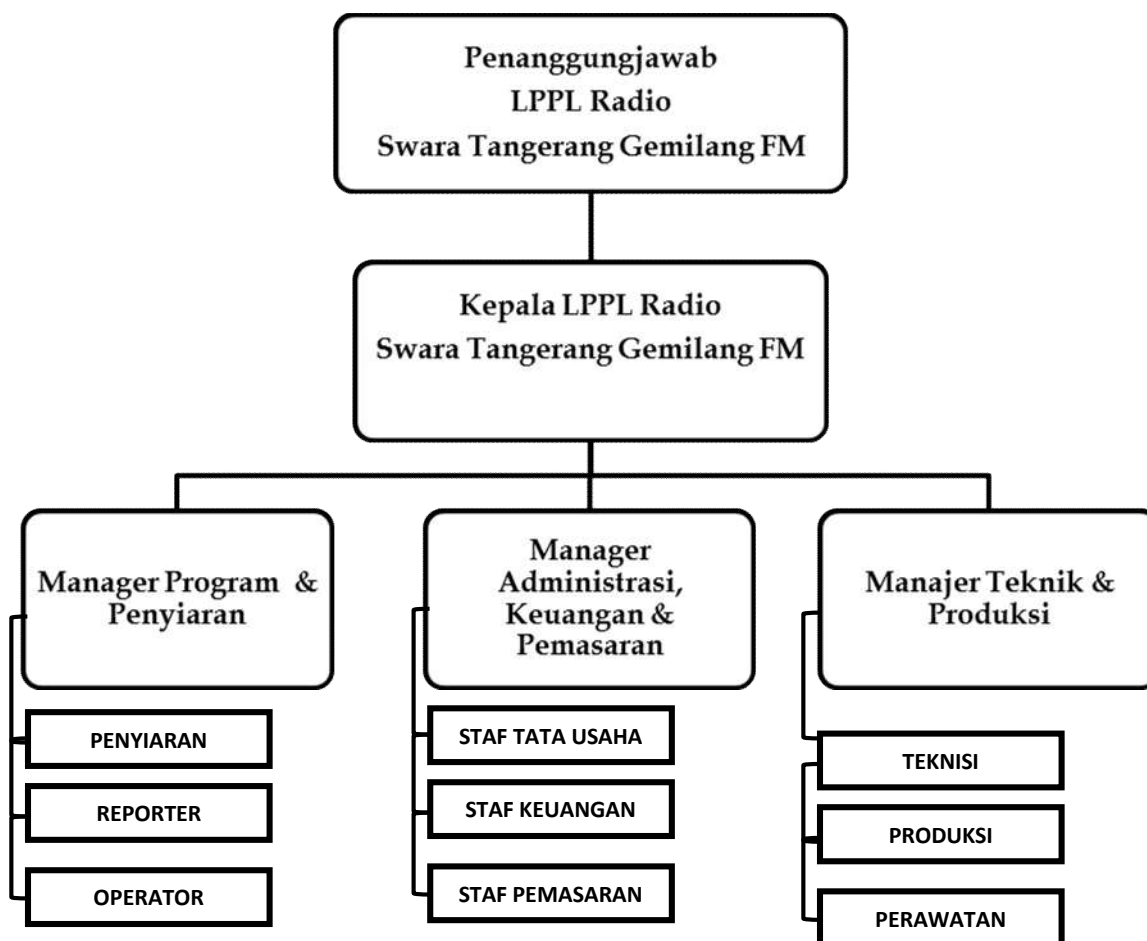 Penanggungjawab
LPPL Radio
Swara Tangerang Gemilang FM
Kepala LPPL Radio
Swara Tangerang Gemilang FM
Manager Program &
Penyiaran
Manager
Administrasi,
Keuangan &
Pemasaran
Manajer Teknik &
Produksi
PENYIARAN
REPORTER
OPERATOR
STAF TATA USAHA
STAF KEUANGAN
STAF PEMASARAN
TEKNISI
PRODUKSI
PERAWATAN